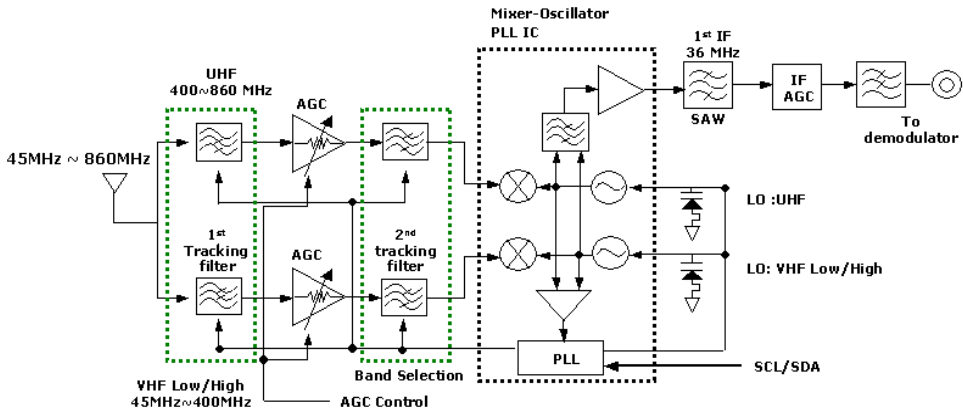 Mixer-Oscillator
PLL IC
1st IF
36 MHz
UHF
400~860 MHz
AGC
IF
AGC
SAW
To
demodulator
45MHz ~ 860MHz
LO :UHF
1st
Tracking
filter
AGC
2nd
tracking
filter
LO: VHF Low/High
PLL
SCL/SDA
Band Selection
VHF Low/High
45MHz~400MHz
AGC Control